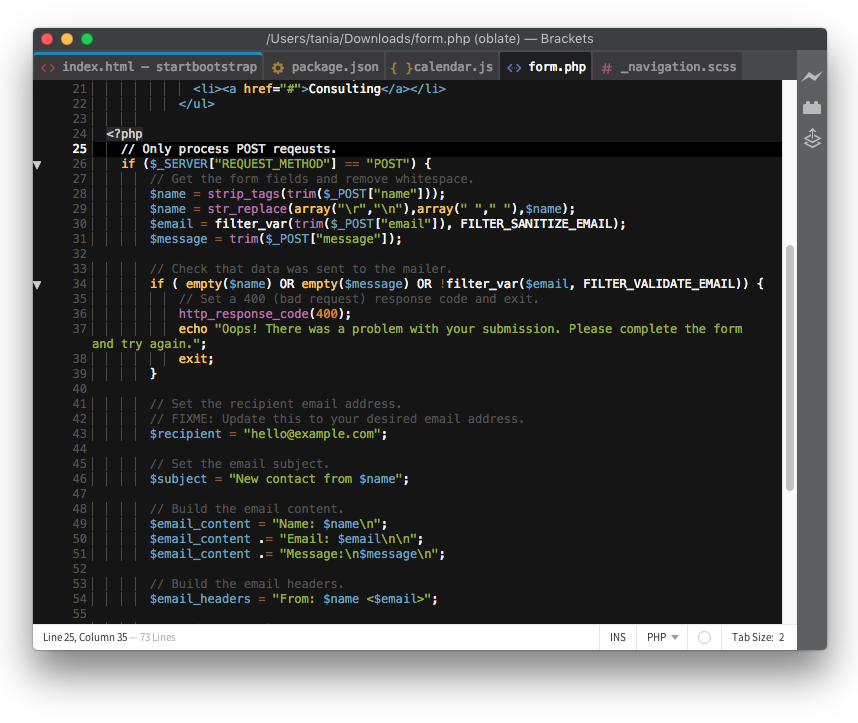 /Users/tania/Downloads/form.php (oblate) — Brackets
<> index.html — startbootstrap package.json { }calendar.js <> form.php # _navigation.scss
21 <li><a href="#">Consulting</a></li>
22 </ul>
23
24 <?php
25 // Only process POST reqeusts.
26 if ($_SERVER["REQUEST_METHOD"] == "POST") {
27 // Get the form fields and remove whitespace.
28 $name = strip_tags(trim($_POST["name"]));
29 $name = str_replace(array("\r","\n"),array(" "," "),$name);
30 $email = filter_var(trim($_POST["email"]), FILTER_SANITIZE_EMAIL);
31 $message = trim($_POST["message"]);
32
33 // Check that data was sent to the mailer.
34 if ( empty($name) OR empty($message) OR !filter_var($email, FILTER_VALIDATE_EMAIL)) {
35 // Set a 400 (bad request) response code and exit.
36 http_response_code(400);
37 echo "Oops! There was a problem with your submission. Please complete the form
and try again.";
38 exit;
39 }
40
41 // Set the recipient email address.
42 // FIXME: Update this to your desired email address.
43 $recipient = "hello@example.com";
44
45 // Set the email subject.
46 $subject = "New contact from $name";
47
48 // Build the email content.
49 $email_content = "Name: $name\n";
50 $email_content .= "Email: $email\n\n";
51 $email_content .= "Message:\n$message\n";
52
53 // Build the email headers.
54 $email_headers = "From: $name <$email>";
55
Line 25, Column 35 — 73 Lines INS PHP Tab Size: 2